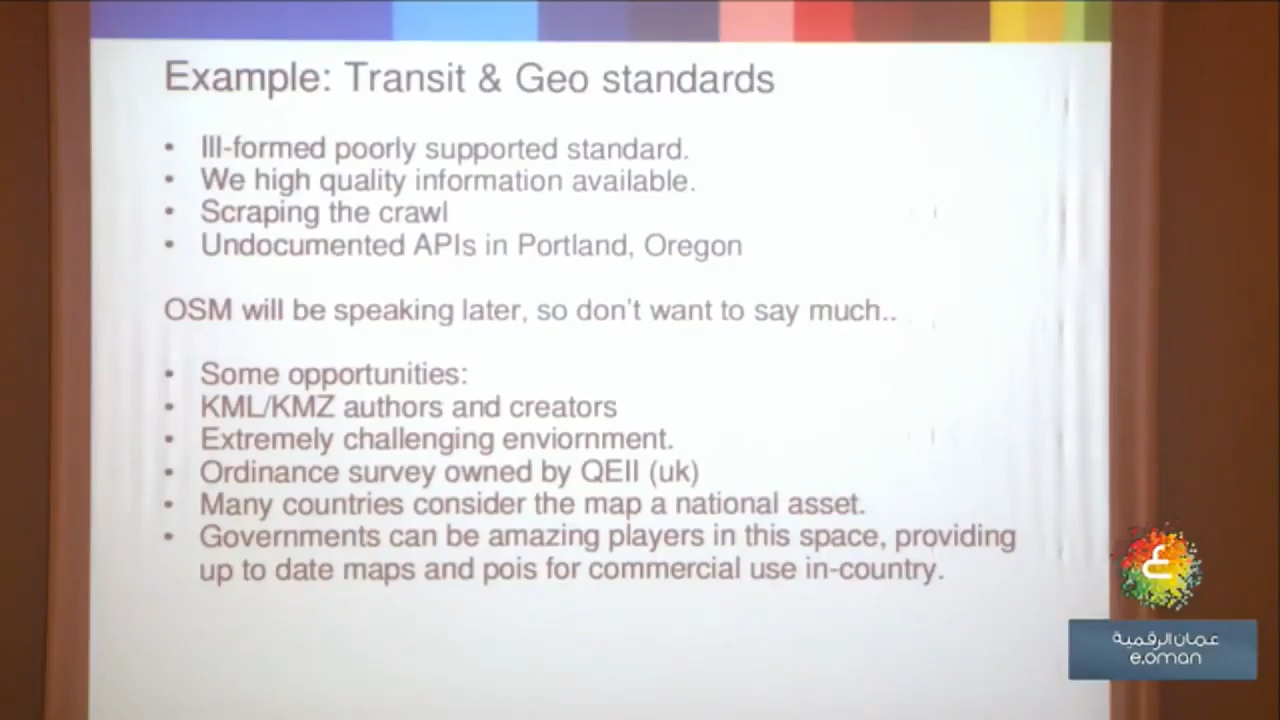 Example: Transit & Geo standards
• Ill-formed poorly supported standard.
• We high quality information available.
• Scraping the crawl
• Undocumented APIs in Portland, Oregon
OSM will be speaking later, so don't want to say much..
• Some opportunities:
• KML/KMZ authors and creators
• Extremely challenging enviornment.
• Ordinance survey owned by QEII (uk)
• Many countries consider the map a national asset.
• Governments can be amazing players in this space, providing
up to date maps and pois for commercial use in-country.
ع
عمان الرقمية
e.oman